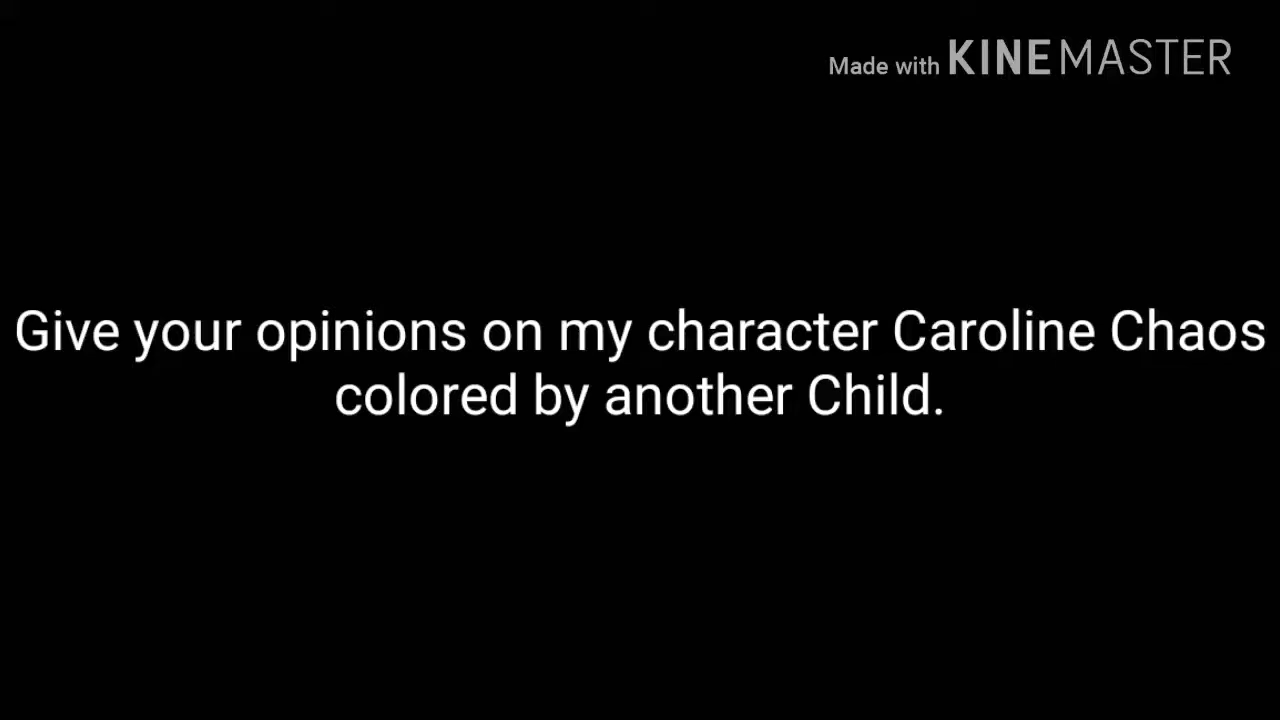 Made with KINEMASTER
Give your opinions on my character Caroline Chaos
colored by another Child.